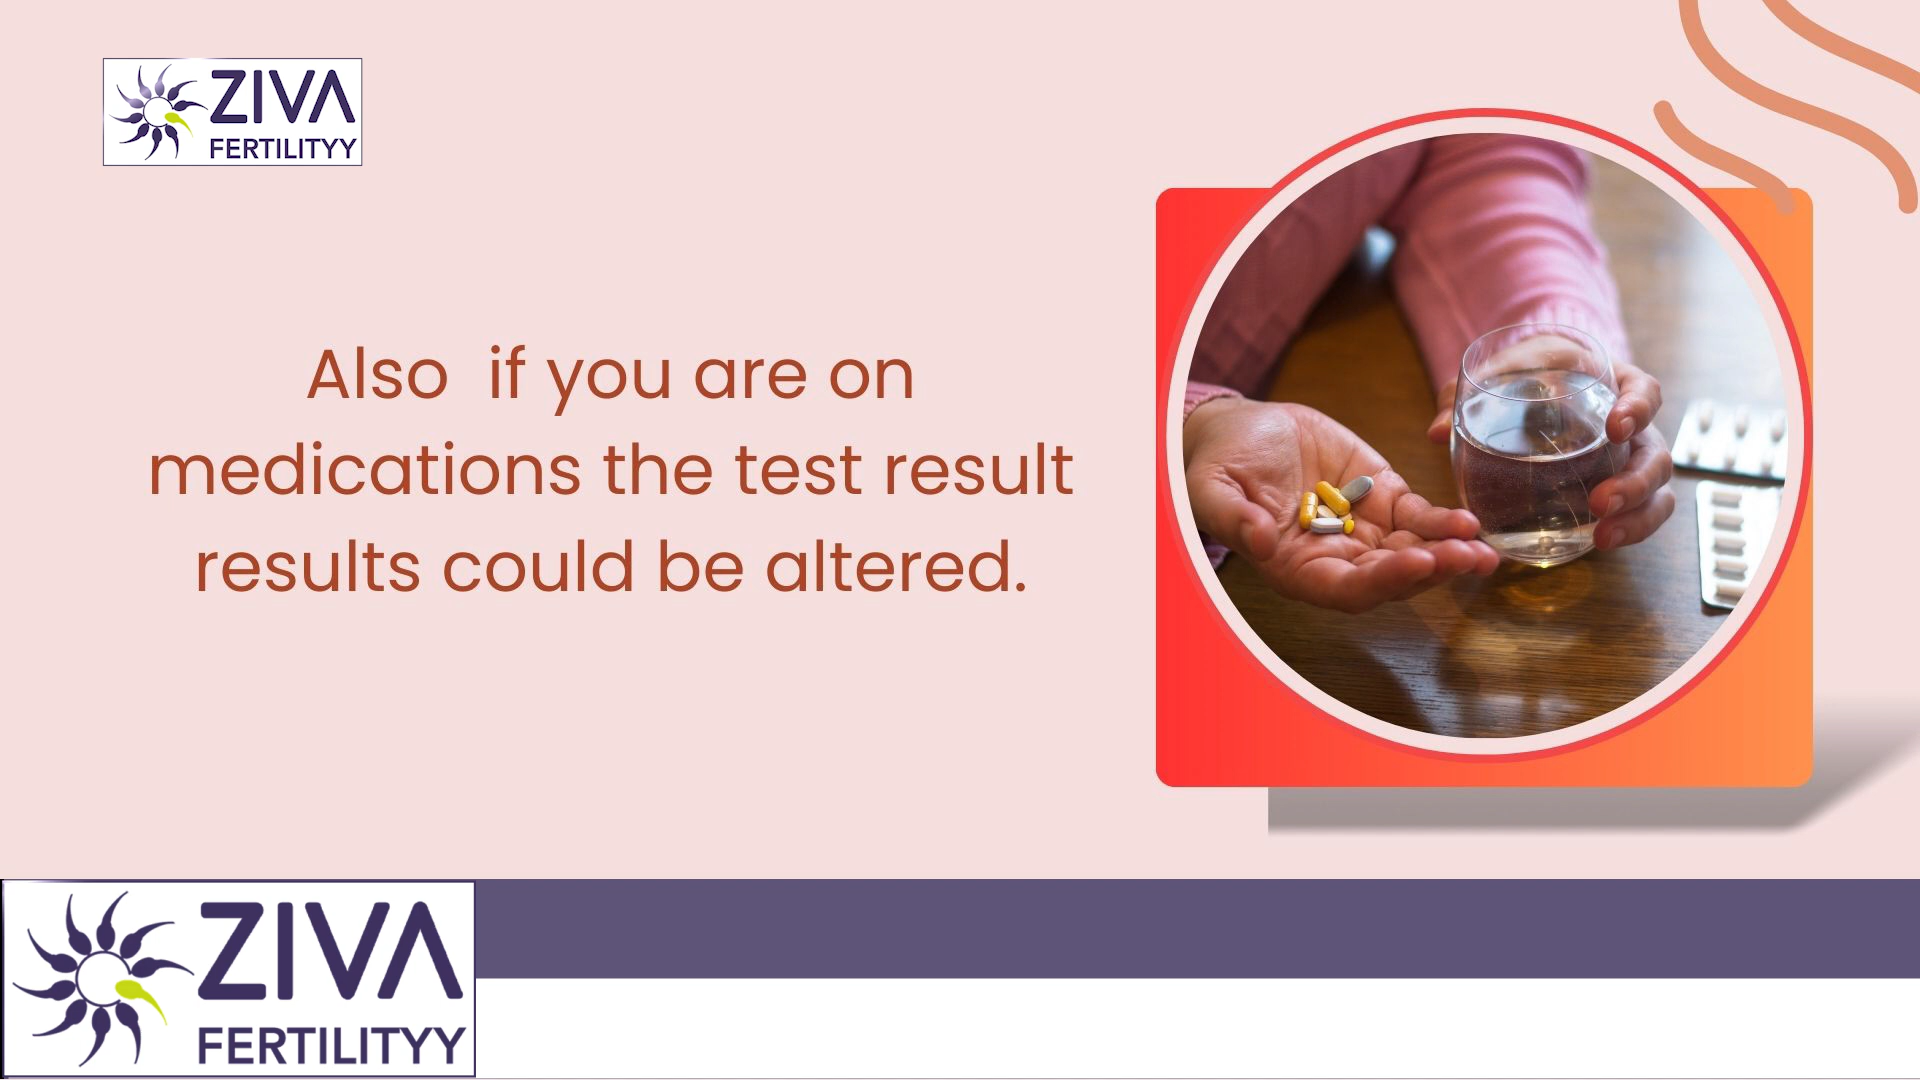 ZIVA
FERTILITYY
Also  if you are on
medications the test result
results could be altered.
ZIVA
FERTILITYY